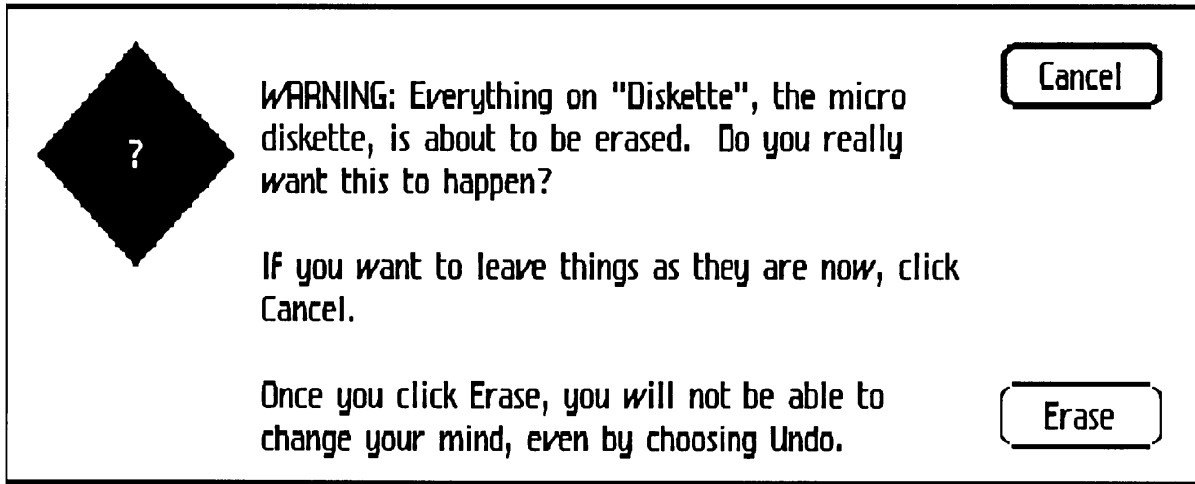 ?
WARNING: Everything on "Diskette", the micro
diskette, is about to be erased.  Do you really
want this to happen?
If you want to leave things as they are now, click
Cancel.
Once you click Erase, you will not be able to
change your mind, even by choosing Undo.
Cancel
Erase